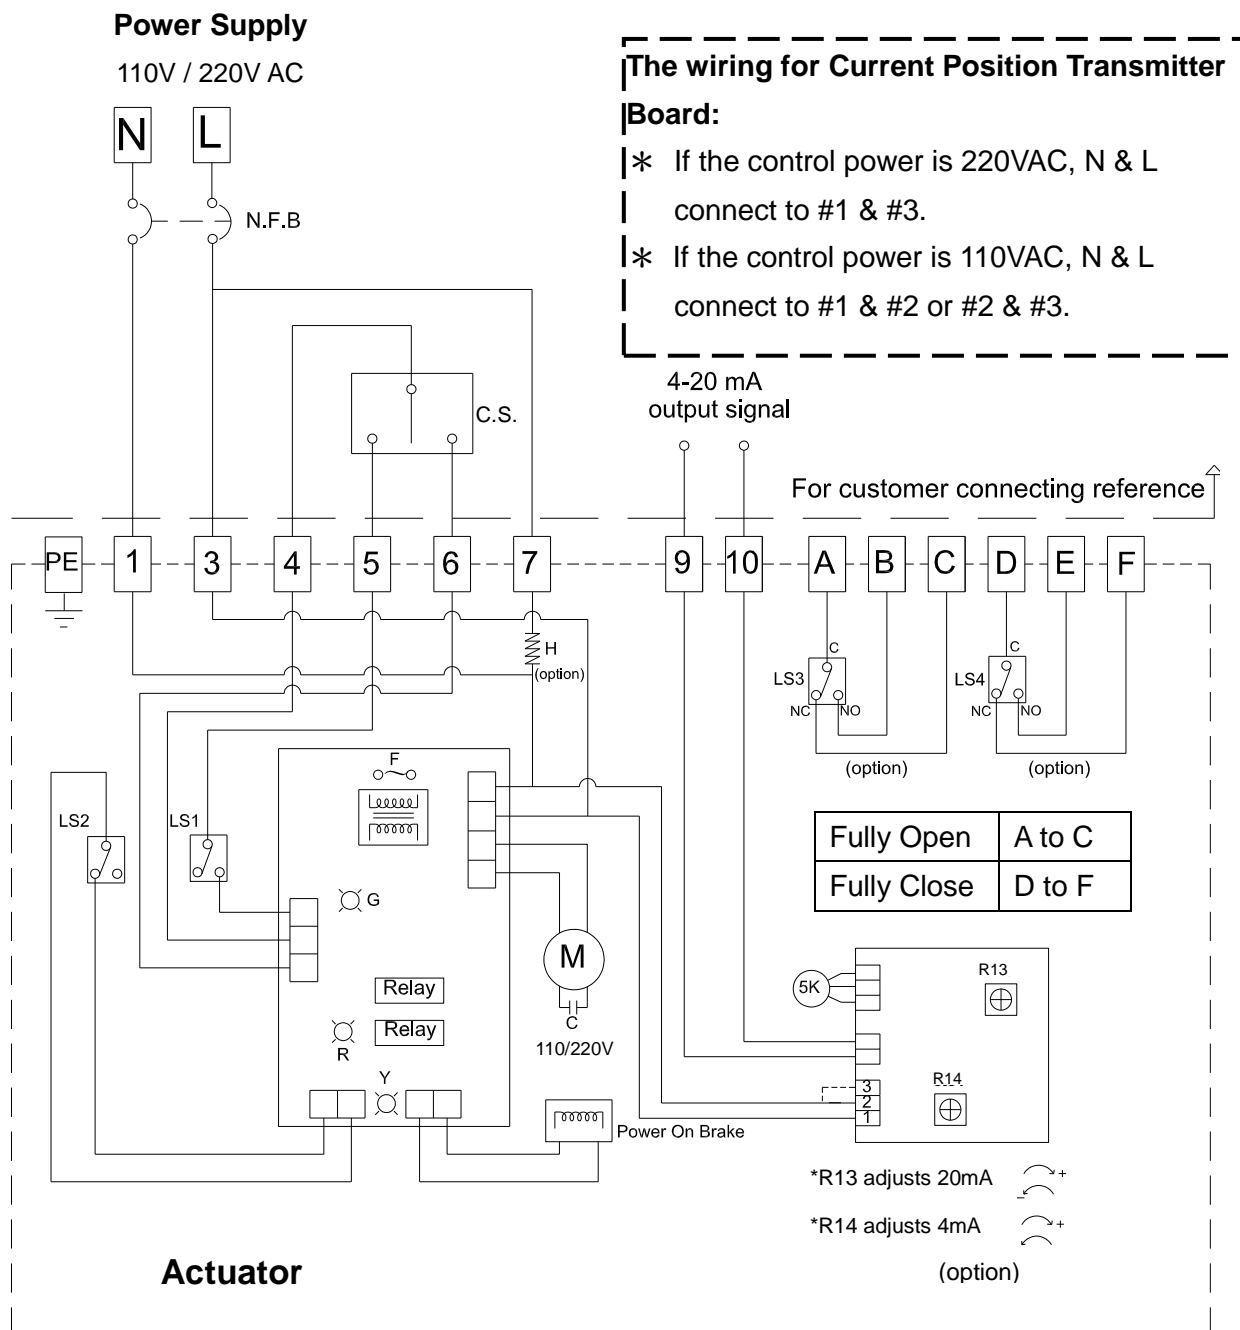 Power Supply
110V / 220V AC
N L
N.F.B
The wiring for Current Position Transmitter
Board:
* If the control power is 220VAC, N & L
connect to #1 & #3.
* If the control power is 110VAC, N & L
connect to #1 & #2 or #2 & #3.
C.S.
4-20 mA
output signal
For customer connecting reference
PE 1 3 4 5 6 7 9 10 A B C D E F
H
(option)
LS3
C
NC
NO
(option)
LS4
C
NC
NO
(option)
LS2
LS1
F
G
Relay
Relay
R
Y
M
C
110/220V
Power On Brake
Fully Open A to C
Fully Close D to F
5K
R13
R14
3
2
1
*R13 adjusts 20mA + −
*R14 adjusts 4mA +
(option)
Actuator